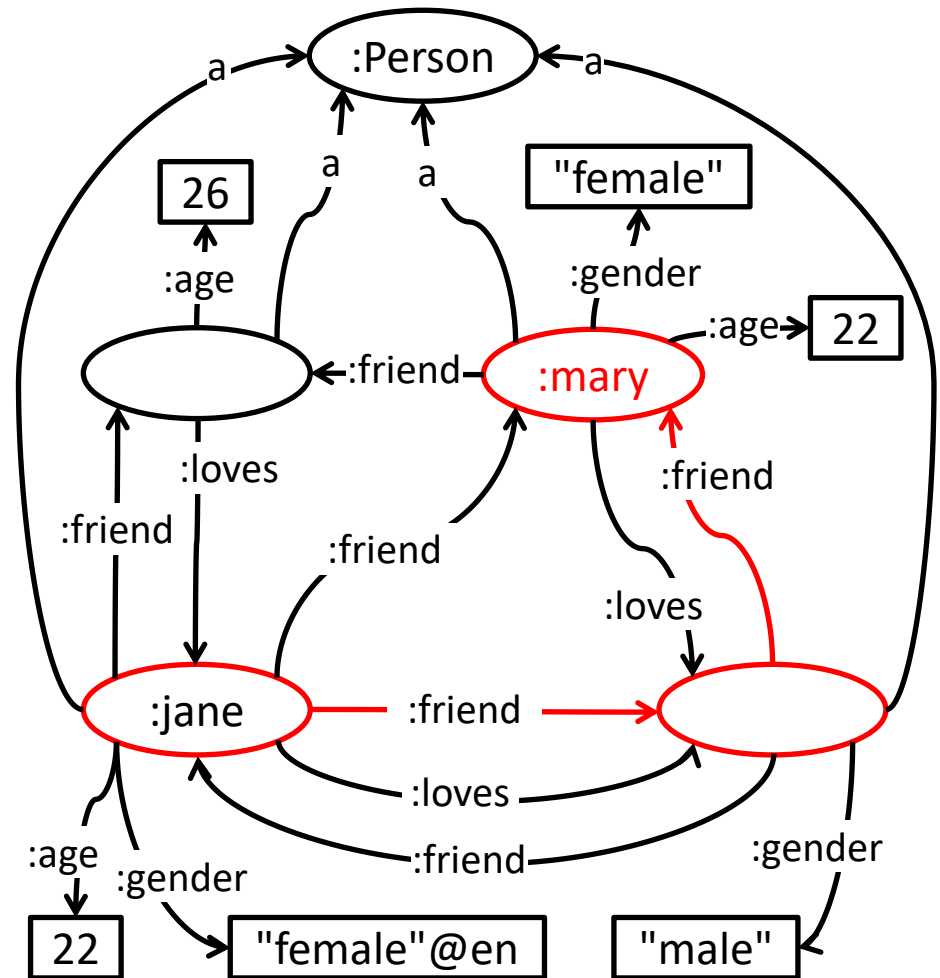 :Person
a
a
a
a
26
"female"
:age
:gender
:age
22
:friend
:mary
:loves
:friend
:friend
:friend
:loves
:jane
:friend
:loves
:friend
:age
:gender
:gender
22
"female"@en
"male"